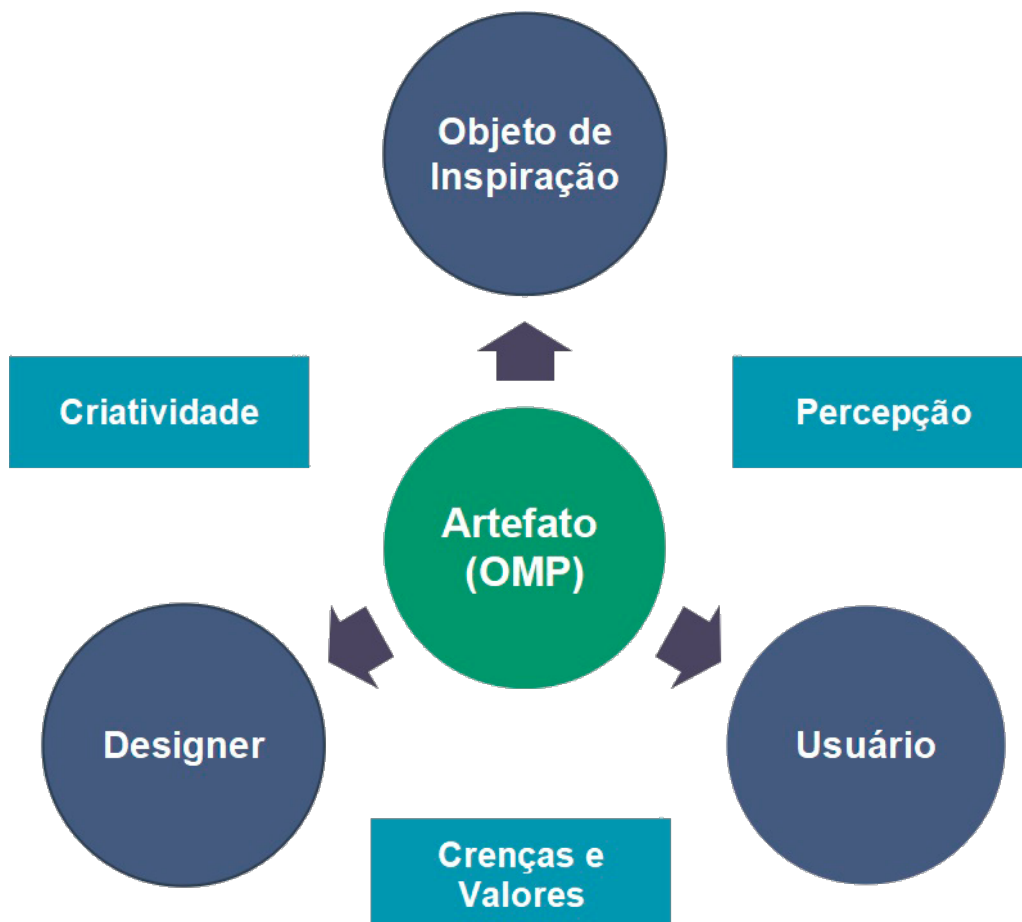 Objeto de
Inspiração
Criatividade
Percepção
Artefato
(OMP)
Designer
Usuário
Crenças e
Valores